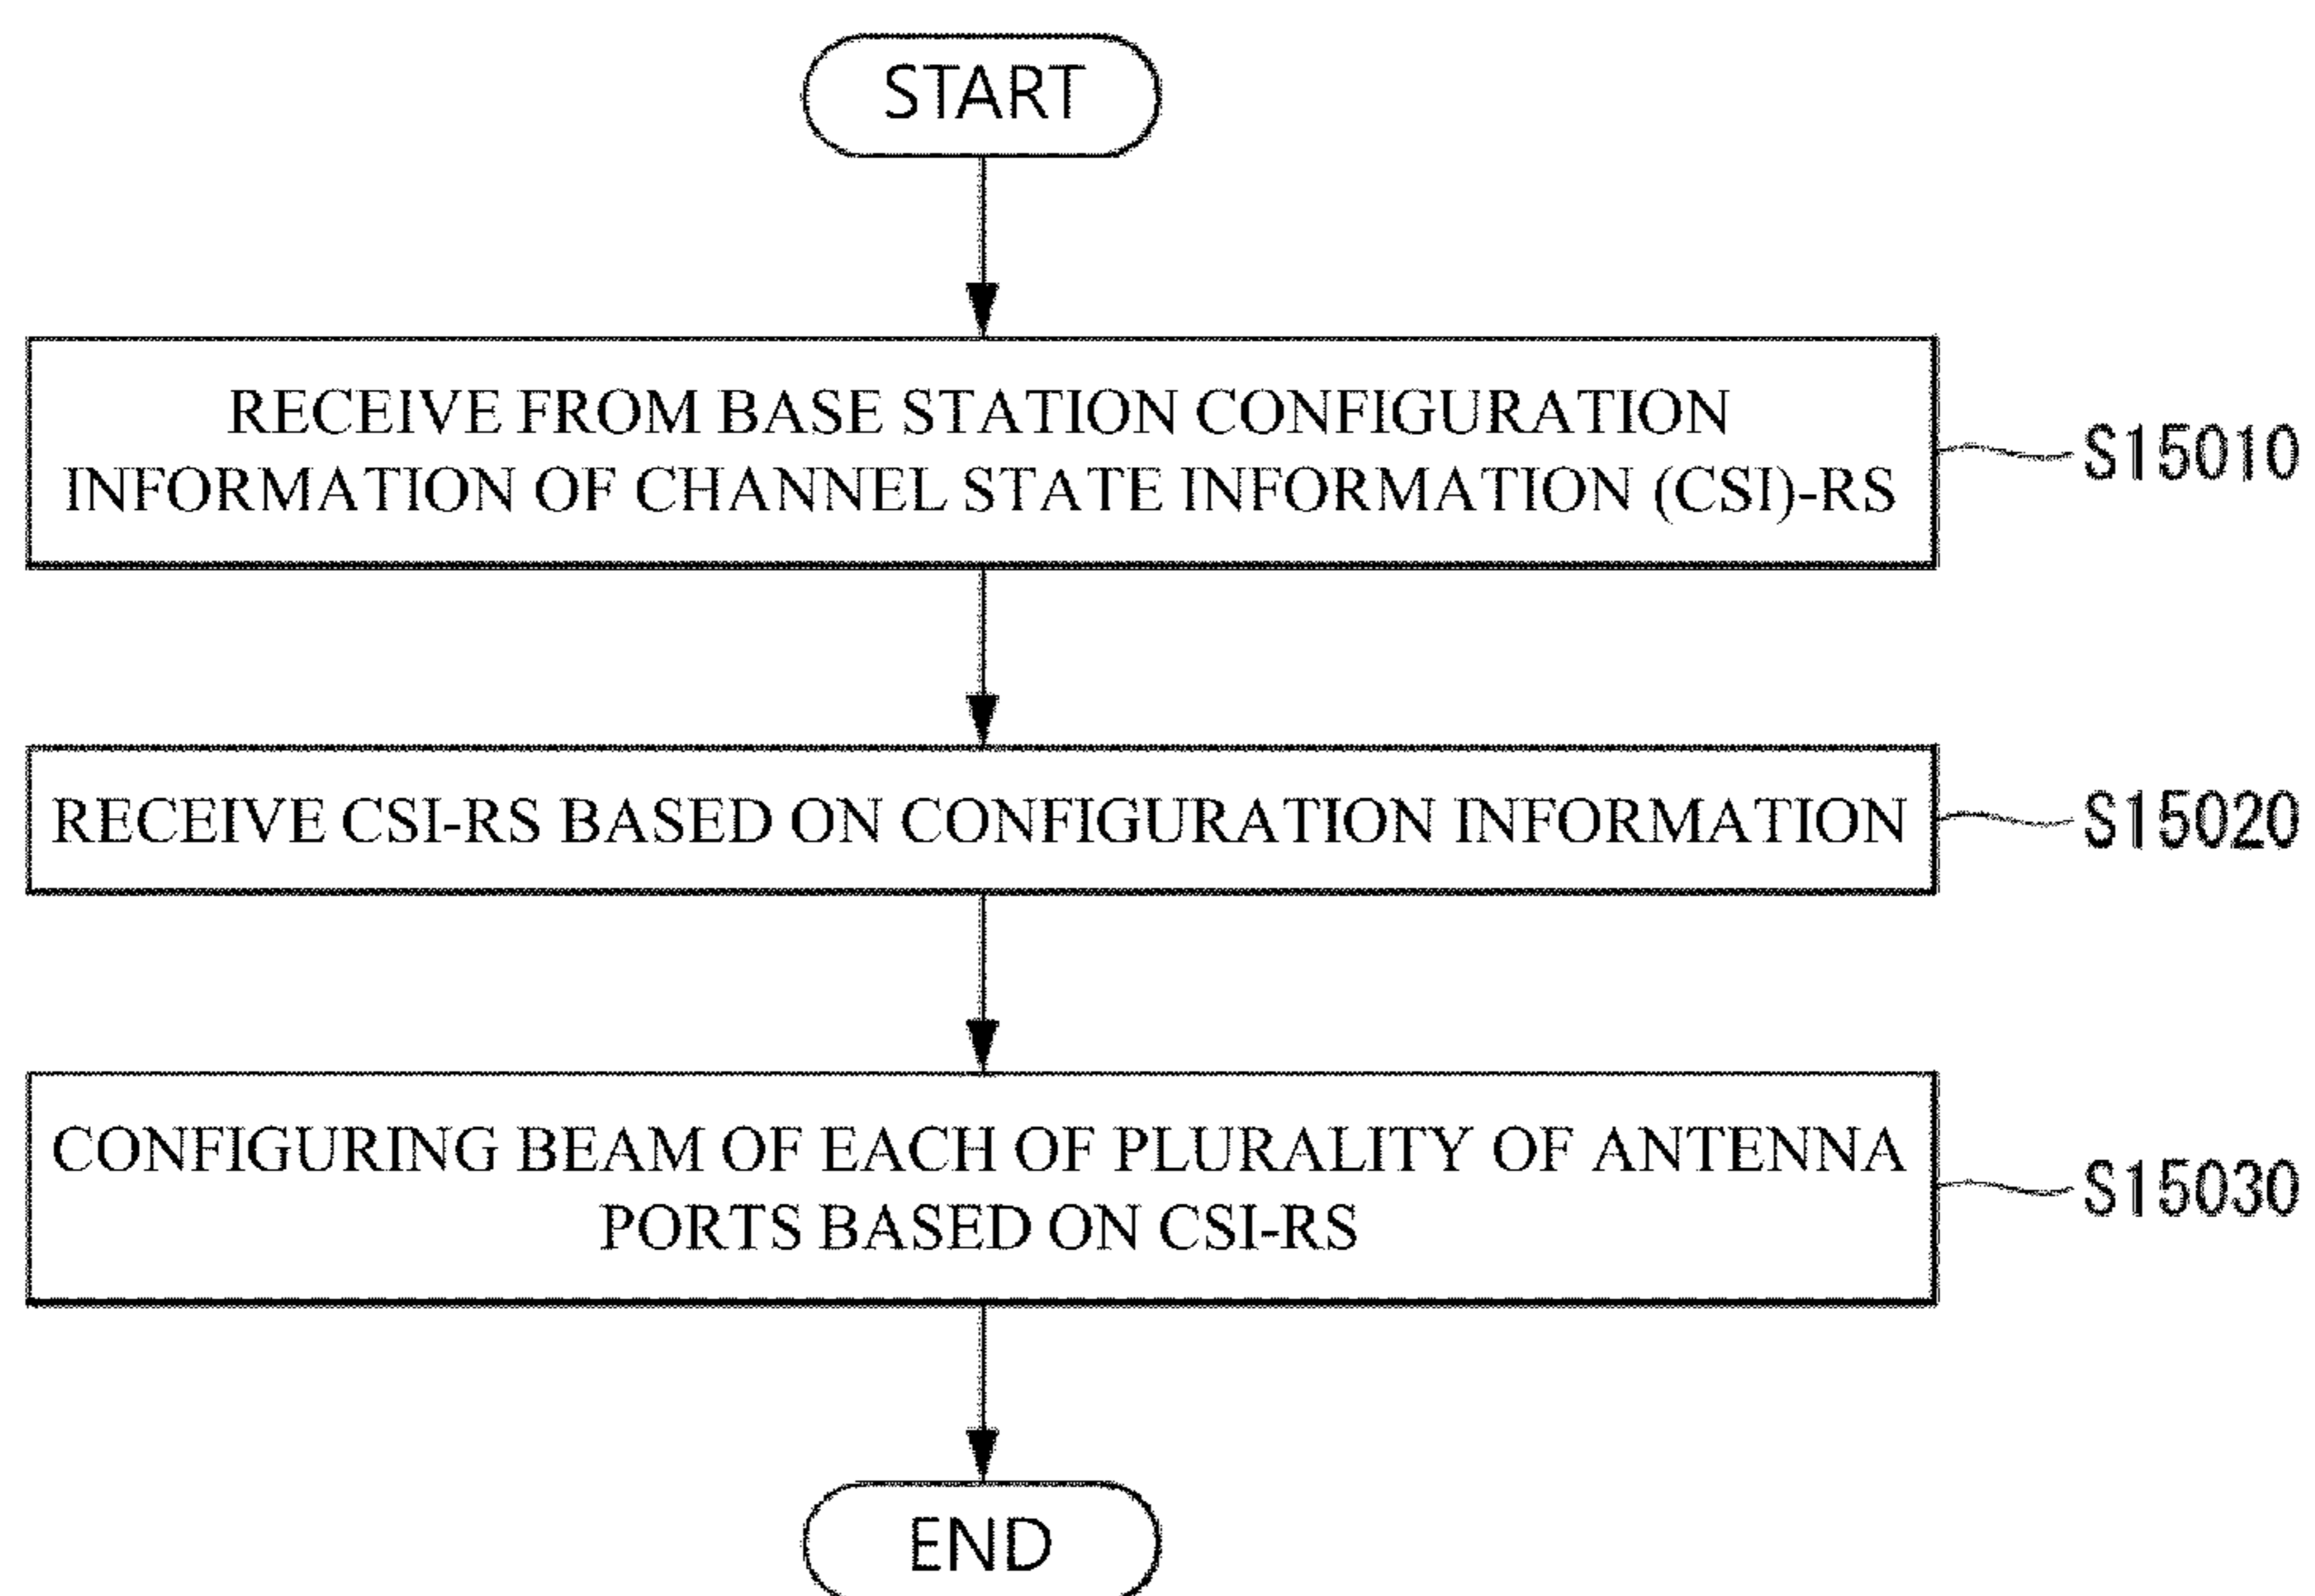 START
RECEIVE FROM BASE STATION CONFIGURATION
INFORMATION OF CHANNEL STATE INFORMATION (CSI)-RS
S15010
RECEIVE CSI-RS BASED ON CONFIGURATION INFORMATION
S15020
CONFIGURING BEAM OF EACH OF PLURALITY OF ANTENNA
PORTS BASED ON CSI-RS
S15030
END